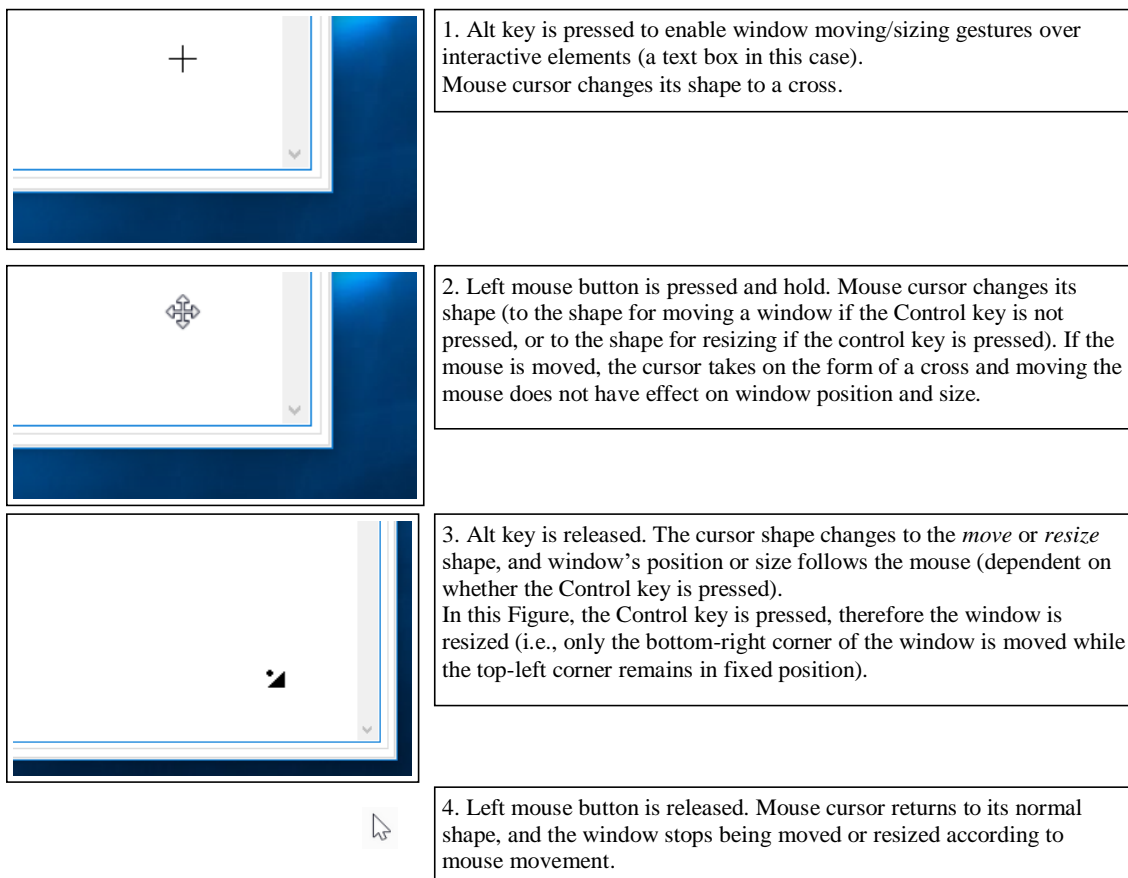 1. Alt key is pressed to enable window moving/sizing gestures over
interactive elements (a text box in this case).
Mouse cursor changes its shape to a cross.
2. Left mouse button is pressed and hold. Mouse cursor changes its
shape (to the shape for moving a window if the Control key is not
pressed, or to the shape for resizing if the control key is pressed). If the
mouse is moved, the cursor takes on the form of a cross and moving the
mouse does not have effect on window position and size.
3. Alt key is released. The cursor shape changes to the move or resize
shape, and window’s position or size follows the mouse (dependent on
whether the Control key is pressed).
In this Figure, the Control key is pressed, therefore the window is
resized (i.e., only the bottom-right corner of the window is moved while
the top-left corner remains in fixed position).
4. Left mouse button is released. Mouse cursor returns to its normal
shape, and the window stops being moved or resized according to
mouse movement.